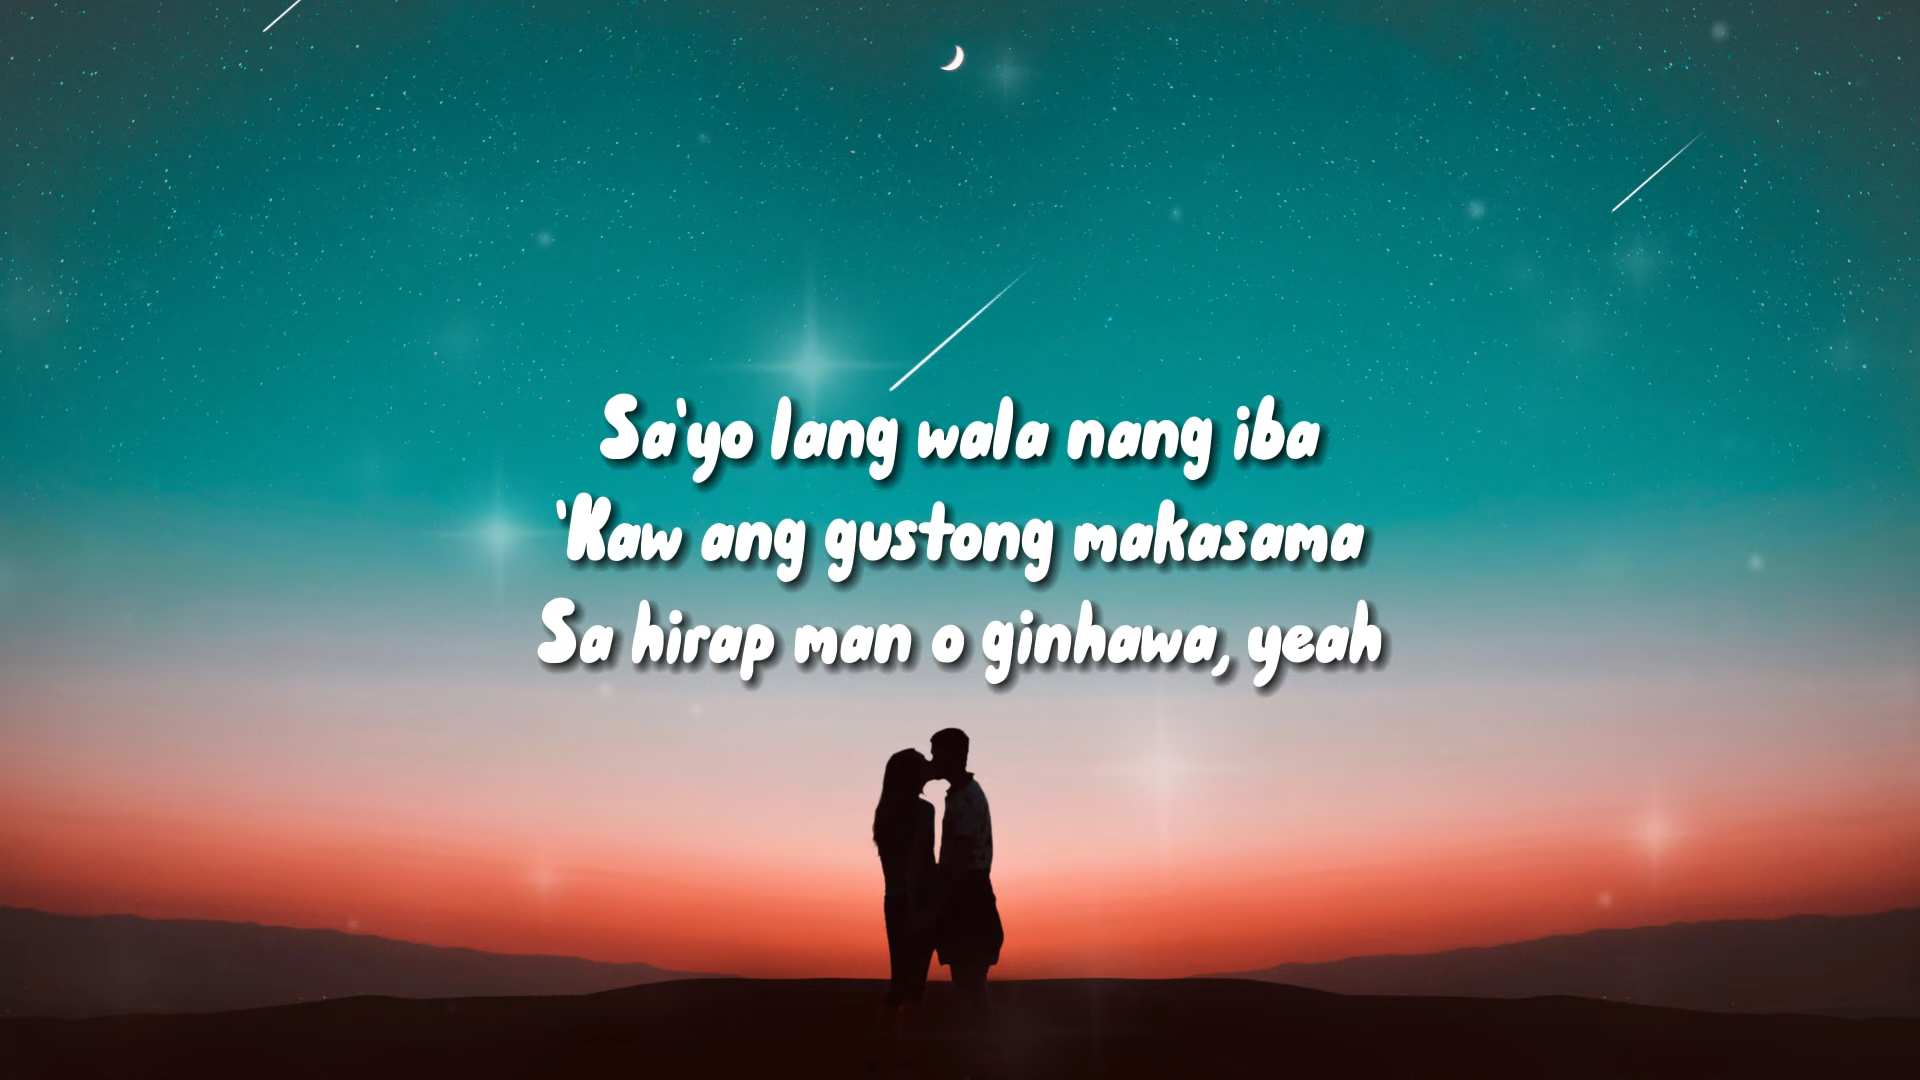 Sa'yo lang wala nang iba
'Kaw ang gustong makasama
Sa hirap man o ginhawa, yeah